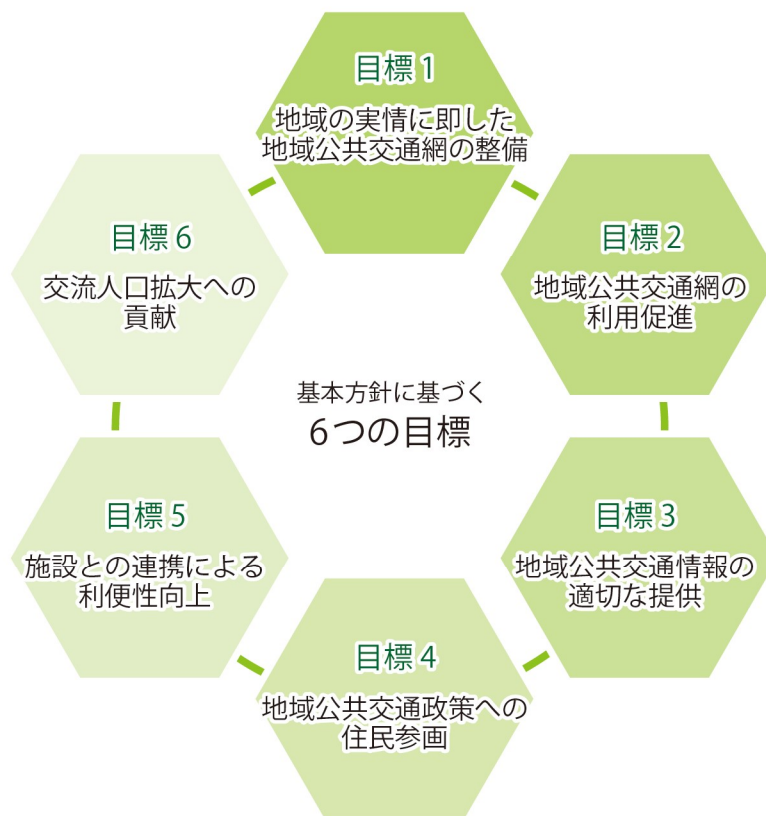 目標1
地域の実情に即した
地域公共交通網の整備
目標2
地域公共交通網の
利用促進
目標3
地域公共交通情報の
適切な提供
目標4
地域公共交通政策への
住民参画
目標5
施設との連携による
利便性向上
目標6
交流人口拡大への
貢献
基本方針に基づく
6つの目標